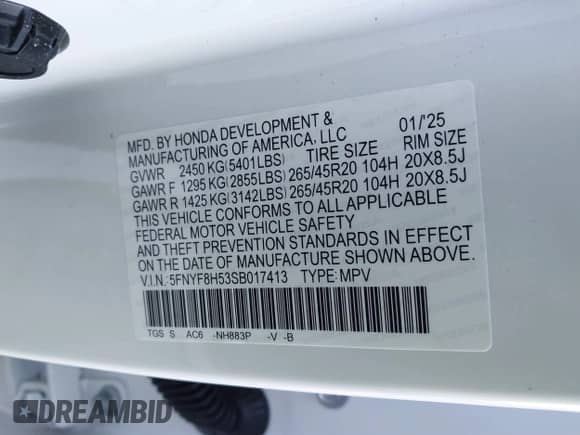 MFD. BY HONDA DEVELOPMENT & 01/'25
MANUFACTURING OF AMERICA, LLC
GVWR 2450 KG(5401LBS) TIRE SIZE RIM SIZE
GAWR F 1295 KG(2855LBS) 265/45R20 104H 20X8.5J
GAWR R 1425 KG(3142LBS) 265/45R20 104H 20X8.5J
THIS VEHICLE CONFORMS TO ALL APPLICABLE
FEDERAL MOTOR VEHICLE SAFETY
AND THEFT PREVENTION STANDARDS IN EFFECT
ON THE DATE OF MANUFACTURE SHOWN ABOVE.
V.I.N.:5FNYF8H53SB017413 TYPE:MPV
TGS S AC6 -NH883P -V -B
DREAMBID